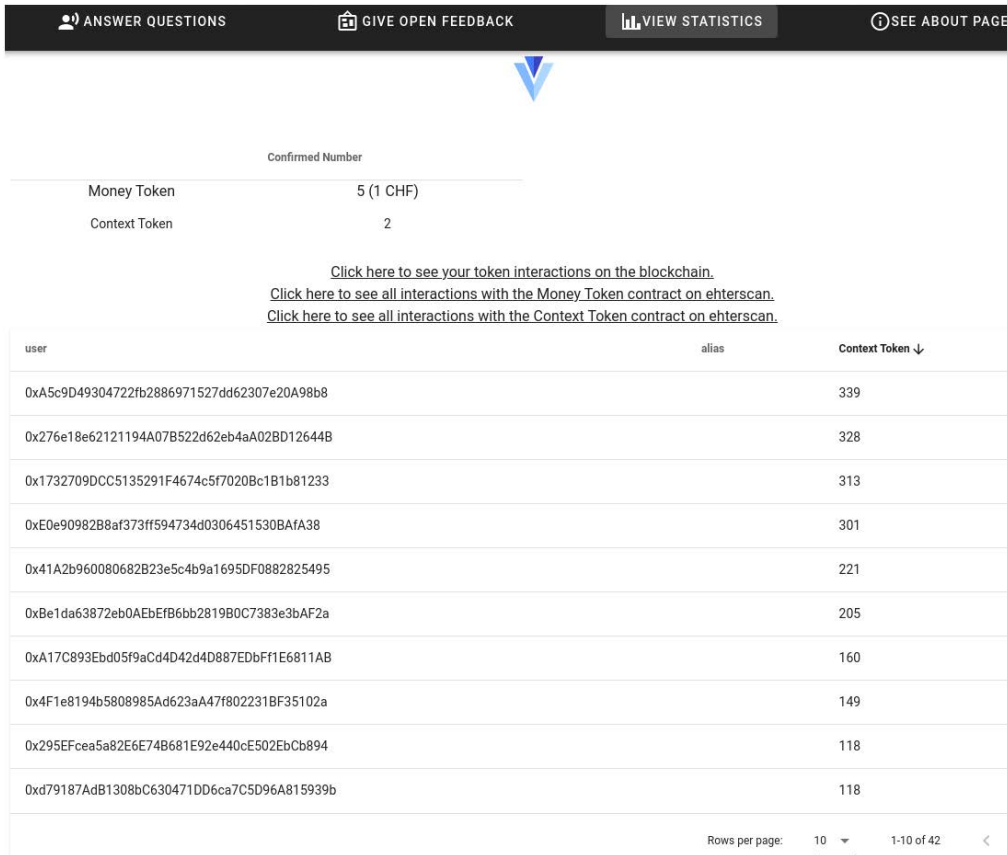 ANSWER QUESTIONS GIVE OPEN FEEDBACK VIEW STATISTICS SEE ABOUT PAGE
Confirmed Number
Money Token 5 (1 CHF)
Context Token 2
Click here to see your token interactions on the blockchain.
Click here to see all interactions with the Money Token contract on ehterscan.
Click here to see all interactions with the Context Token contract on ehterscan.
user alias Context Token
0xA5c9D49304722fb2886971527dd62307e20A98b8 339
0x276e18e62121194A07B522d62eb4aA02BD12644B 328
0x1732709DCC5135291F4674c5f7020Bc1B1b81233 313
0xE0e90982B8af373ff594734d0306451530BAfA38 301
0x41A2b960080682B23e5c4b9a1695DF0882825495 221
0xBe1da63872eb0AEbEfB6bb2819B0C7383e3bAF2a 205
0xA17C893Ebd05f9aCd4D42d4D887EDbFf1E6811AB 160
0x4F1e8194b5808985Ad623aA47f802231BF35102a 149
0x295EFcea5a82E6E74B681E92e440cE502EbCb894 118
0xd79187AdB1308bC630471DD6ca7C5D96A815939b 118
Rows per page: 10 1-10 of 42